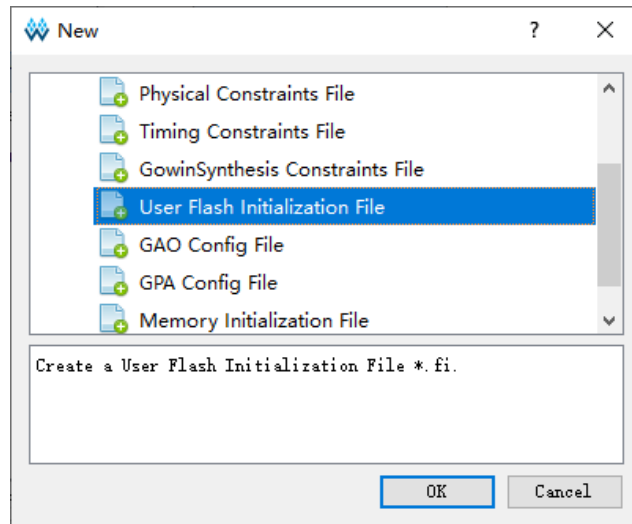 New
Physical Constraints File
Timing Constraints File
GowinSynthesis Constraints File
User Flash Initialization File
GAO Config File
GPA Config File
Memory Initialization File
Create a User Flash Initialization File *.fi.
OK Cancel